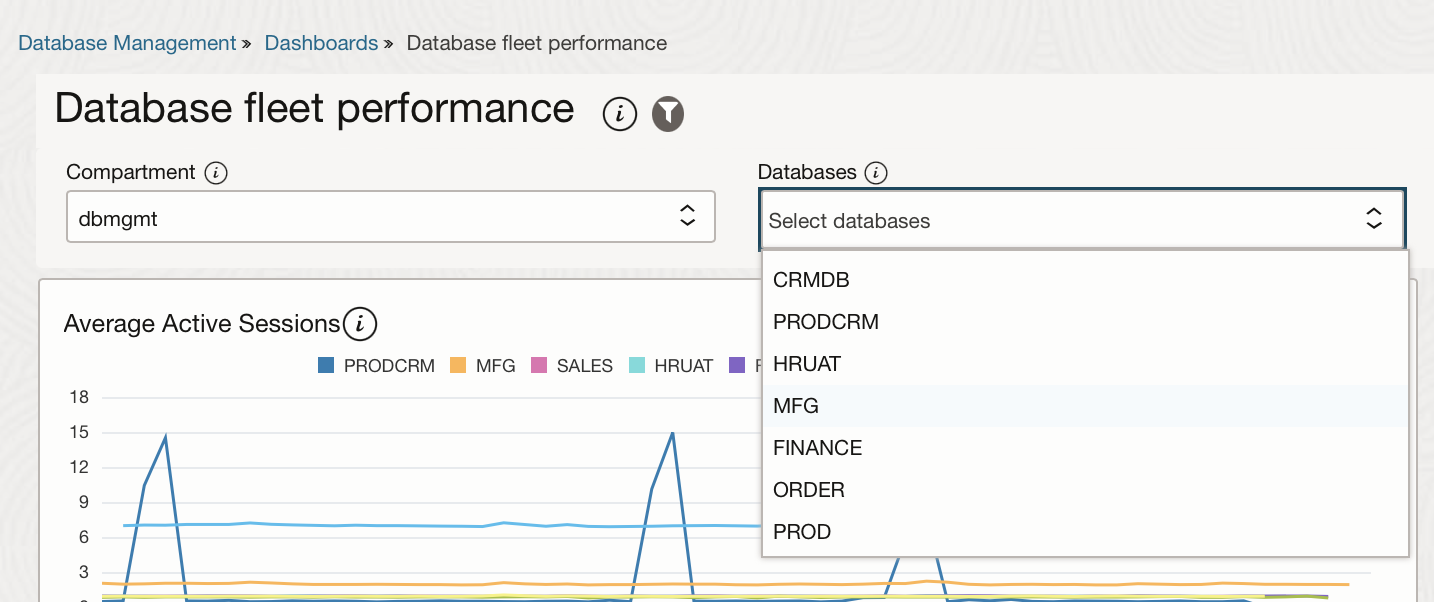 Database Management » Dashboards » Database fleet performance
Database fleet performance
Compartment
Databases
dbmgmt
Select databases
CRMDB
PRODCRM
HRUAT
MFG
FINANCE
ORDER
PROD
Average Active Sessions
PRODCRM MFG SALES HRUAT
18
15
12
9
6
3